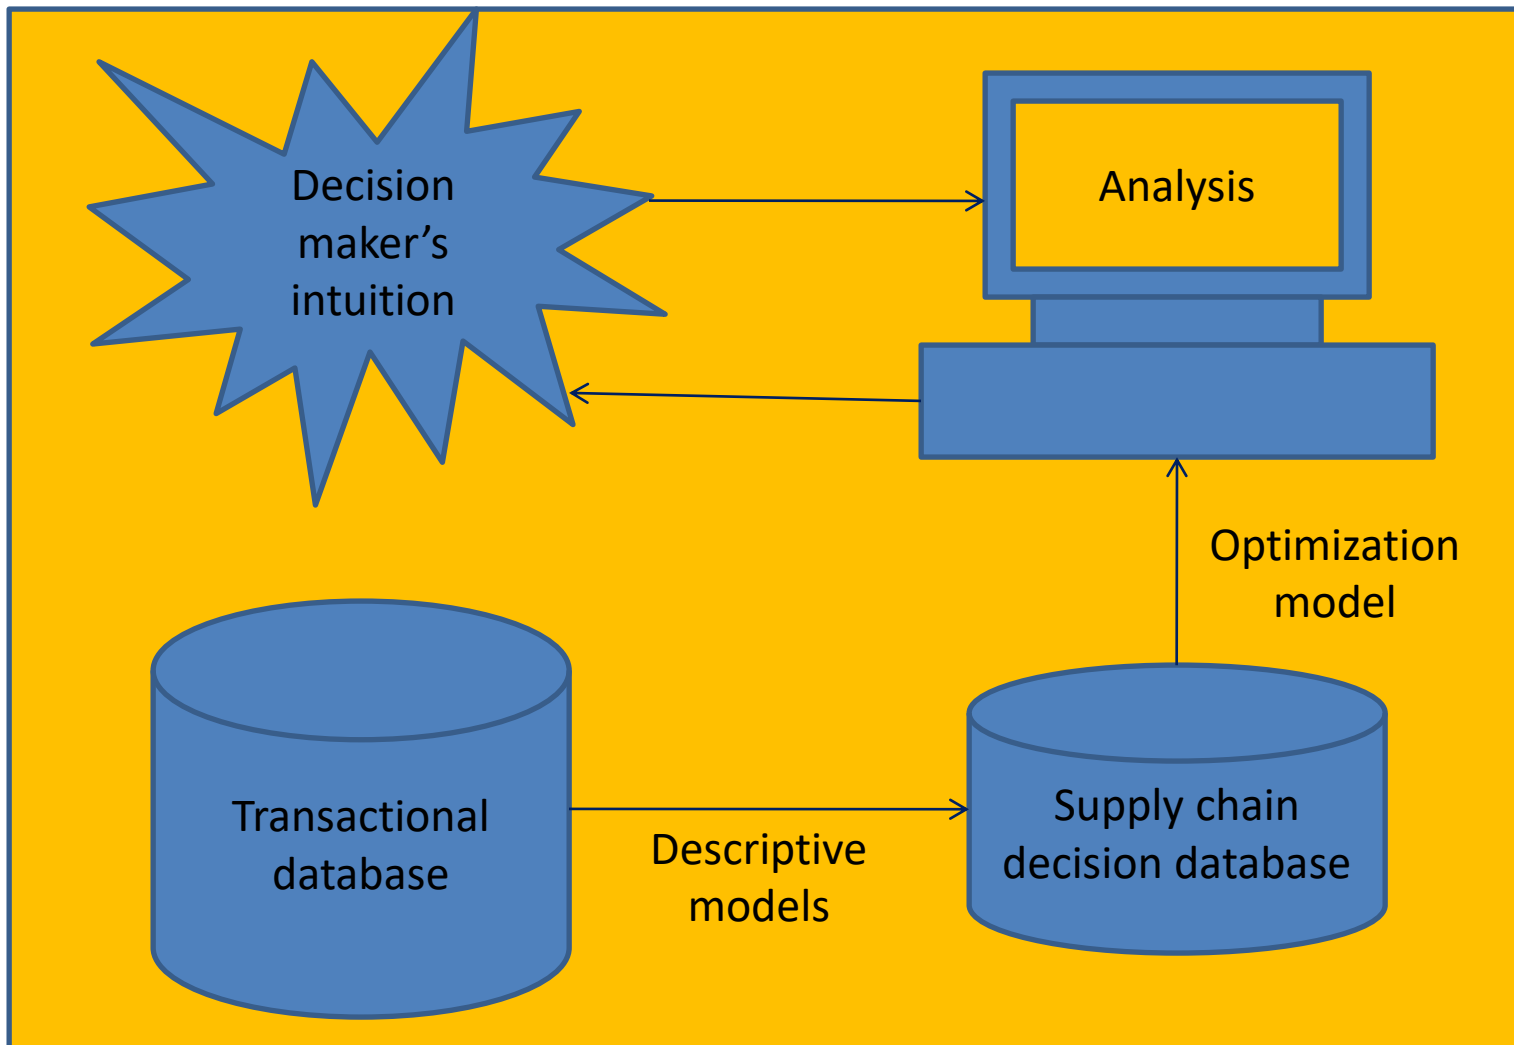 Decision
maker’s
intuition
Analysis
Optimization
model
Transactional
database
Descriptive
models
Supply chain
decision database